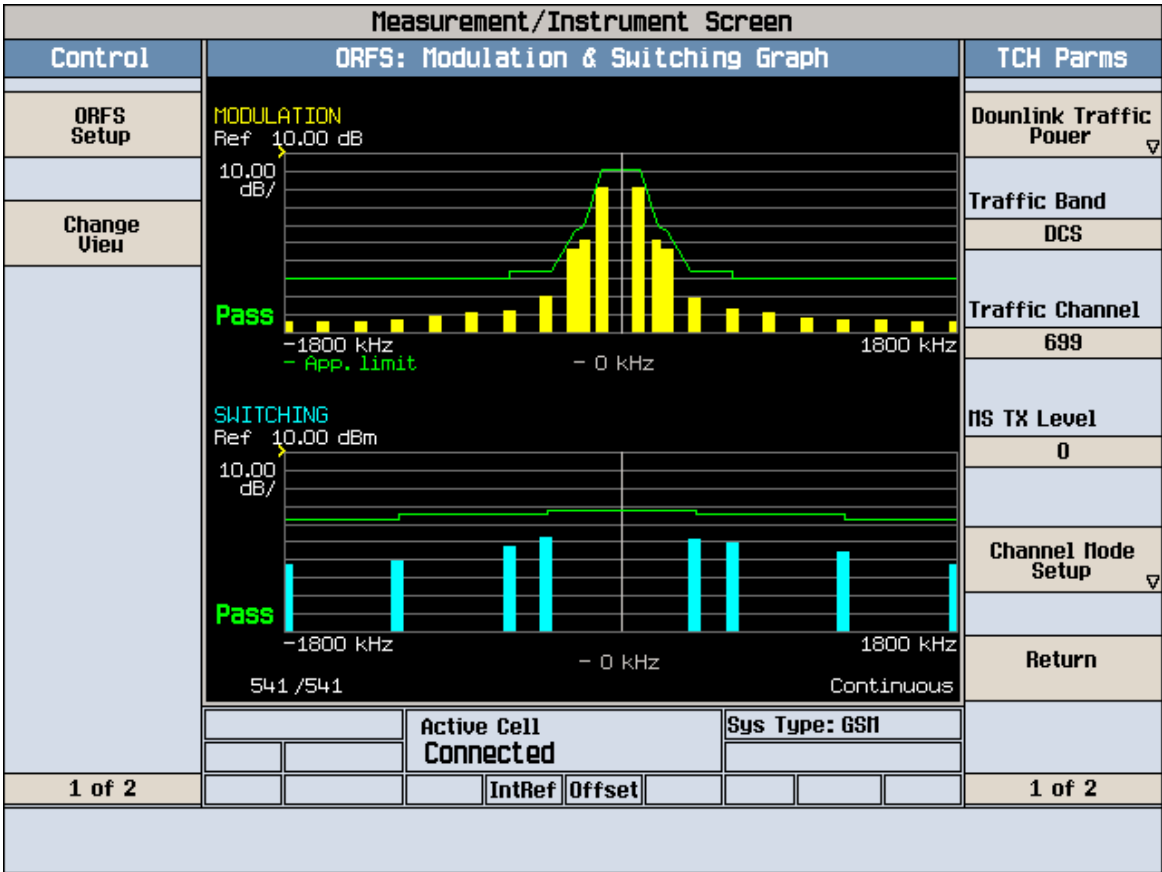 Measurement/Instrument Screen
Control
ORFS: Modulation & Switching Graph
TCH Parms
ORFS
Setup
Change
View
1 of 2
MODULATION
Ref 10.00 dB
10.00
dB/
Pass
-1800 kHz
1800 kHz
- App. limit
- 0 kHz
SWITCHING
Ref 10.00 dBm
10.00
dB/
Pass
-1800 kHz
1800 kHz
- 0 kHz
541/541
Continuous
Active Cell
Connected
Sys Type: GSM
IntRef
Offset
Downlink Traffic
Power
Traffic Band
DCS
Traffic Channel
699
MS TX Level
0
Channel Mode
Setup
Return
1 of 2